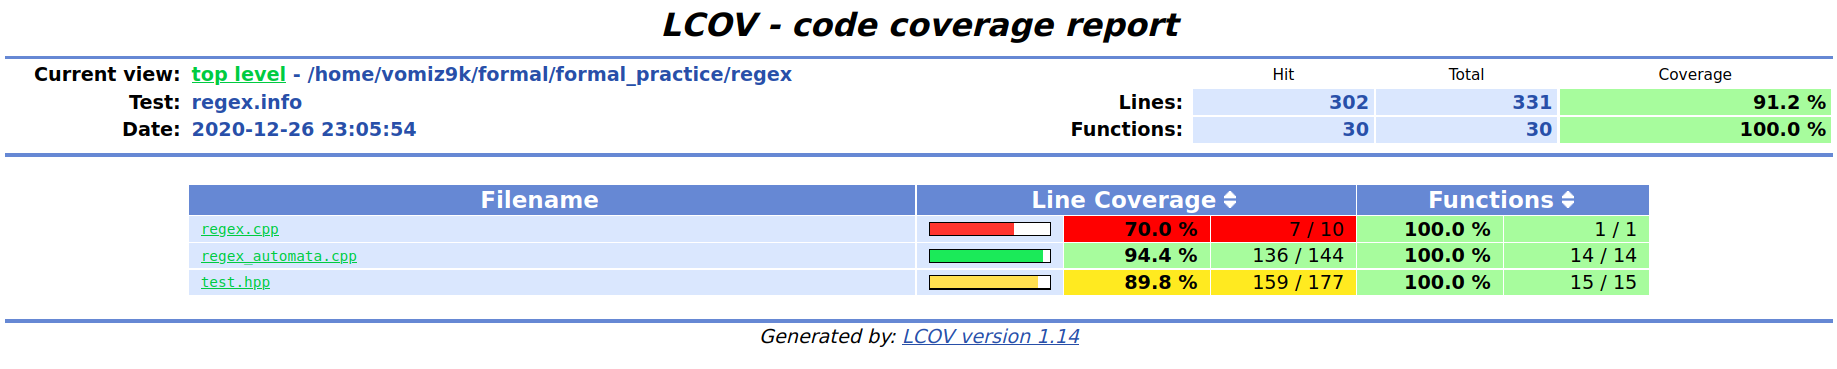 LCOV - code coverage report
Current view: top level - /home/vomiz9k/formal/formal_practice/regex
Hit Total Coverage
Test: regex.info
Lines: 302 331 91.2 %
Date: 2020-12-26 23:05:54
Functions: 30 30 100.0 %
Filename Line Coverage Functions
regex.cpp 70.0 % 7 / 10 100.0 % 1 / 1
regex_automata.cpp 94.4 % 136 / 144 100.0 % 14 / 14
test.hpp 89.8 % 159 / 177 100.0 % 15 / 15
Generated by: LCOV version 1.14